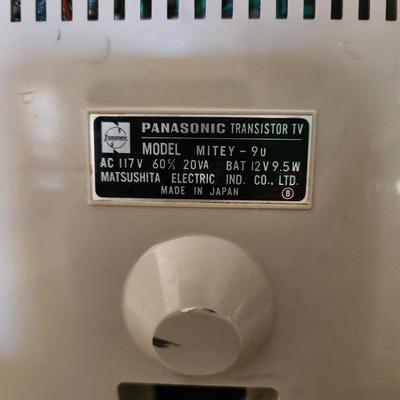 Panasonic
PANASONIC TRANSISTOR TV
MODEL MITEY-9U
AC 117V 60~ 20VA BAT 12V 9.5W
MATSUSHITA ELECTRIC IND. CO., LTD.
MADE IN JAPAN B